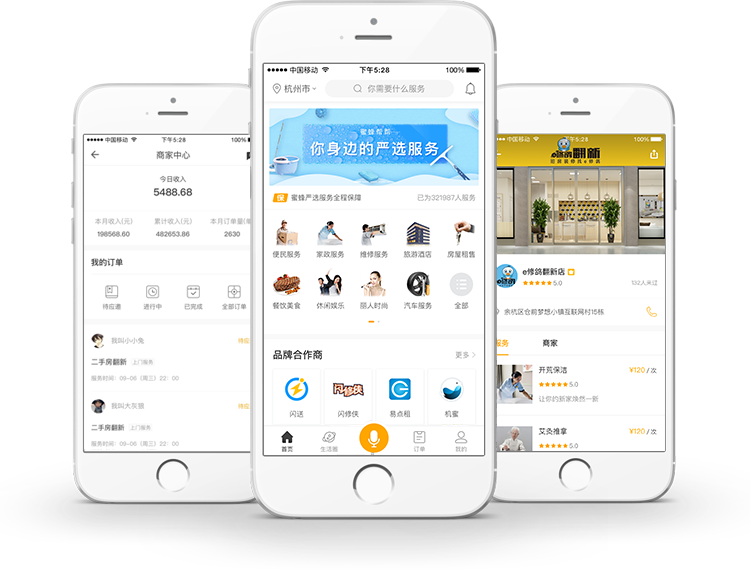 中国移动
下午5:28
商家中心
今日收入
5488.68
本月收入(元)
累计收入(元)
本月订单量(单
198568.60
482653.86
2630
我的订单
待应邀
进行中
已完成
全部订单
我叫小小兔
待应
二手房翻新
上门服务
服务时间：09-06（周三）22：00
我叫大灰狼
待应
二手房翻新
上门服务
服务时间：09-06（周三）22：00
中国移动
下午5:28
100%
杭州市
你需要什么服务
蜜蜂帮帮
你身边的严选服务
保
蜜蜂严选服务全程保障
已为321987人服务
便民服务
家政服务
维修服务
旅游酒店
房屋租售
餐饮美食
休闲娱乐
丽人时尚
汽车服务
全部
品牌合作商
更多
闪修侠
闪送
闪修侠
易点租
机蜜
首页
生活圈
订单
我的
中国移动
下午5:28
100%
e修鸽翻新
e修鸽翻新店
5.0
132人关注
余杭区仓前梦想小镇互联网村15栋
服务
商家
开荒保洁
¥120 / 次
5.0
让你的新家焕然一新
艾灸推拿
¥120 / 次
5.0